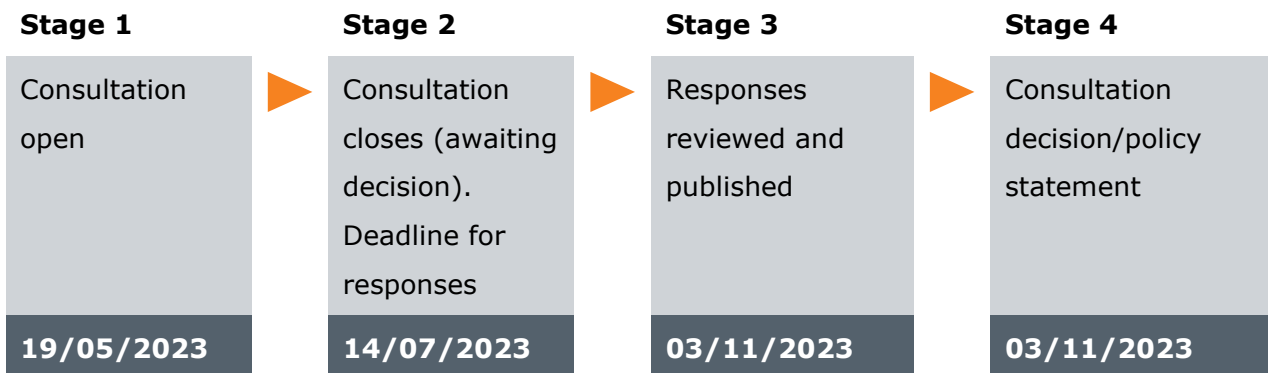 Stage 1
Consultation
open
19/05/2023
Stage 2
Consultation
closes (awaiting
decision).
Deadline for
responses
14/07/2023
Stage 3
Responses
reviewed and
published
03/11/2023
Stage 4
Consultation
decision/policy
statement
03/11/2023